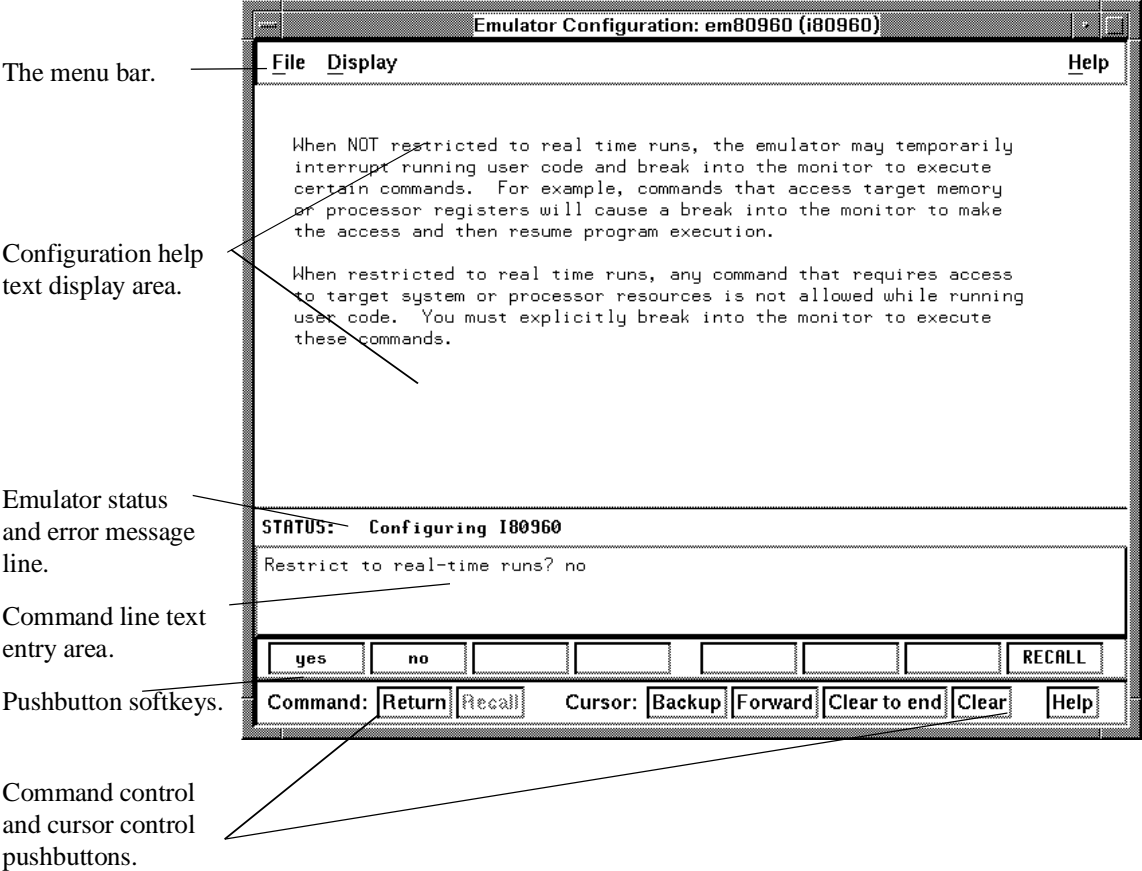 Emulator Configuration: em80960 (i80960)
The menu bar.
File Display Help
When NOT restricted to real time runs, the emulator may temporarily
interrupt running user code and break into the monitor to execute
certain commands.  For example, commands that access target memory
or processor registers will cause a break into the monitor to make
the access and then resume program execution.
Configuration help
text display area.
When restricted to real time runs, any command that requires access
to target system or processor resources is not allowed while running
user code.  You must explicitly break into the monitor to execute
these commands.
Emulator status
and error message
line.
STATUS:   Configuring I80960
Restrict to real-time runs? no
Command line text
entry area.
yes no RECALL
Pushbutton softkeys.
Command: Return Recall Cursor: Backup Forward Clear to end Clear Help
Command control
and cursor control
pushbuttons.